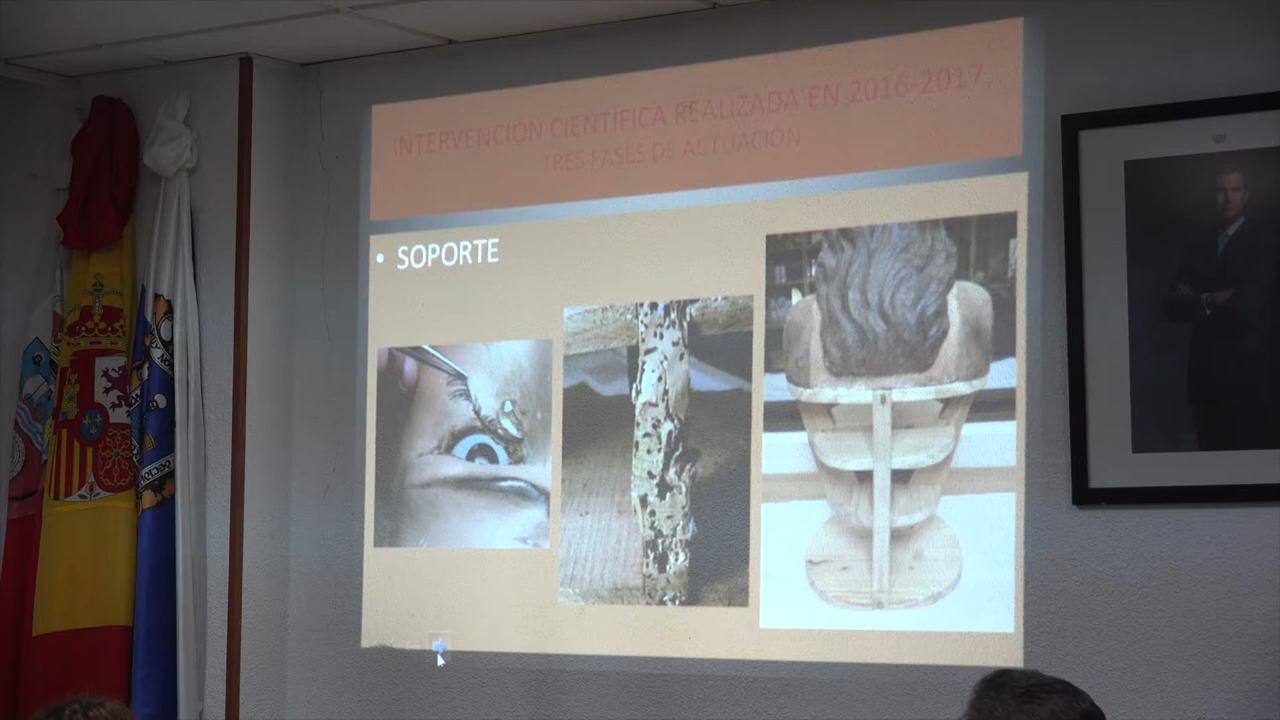 INTERVENCIÓN CIENTÍFICA REALIZADA EN 2016-2017.
TRES FASES DE ACTUACIÓN
• SOPORTE